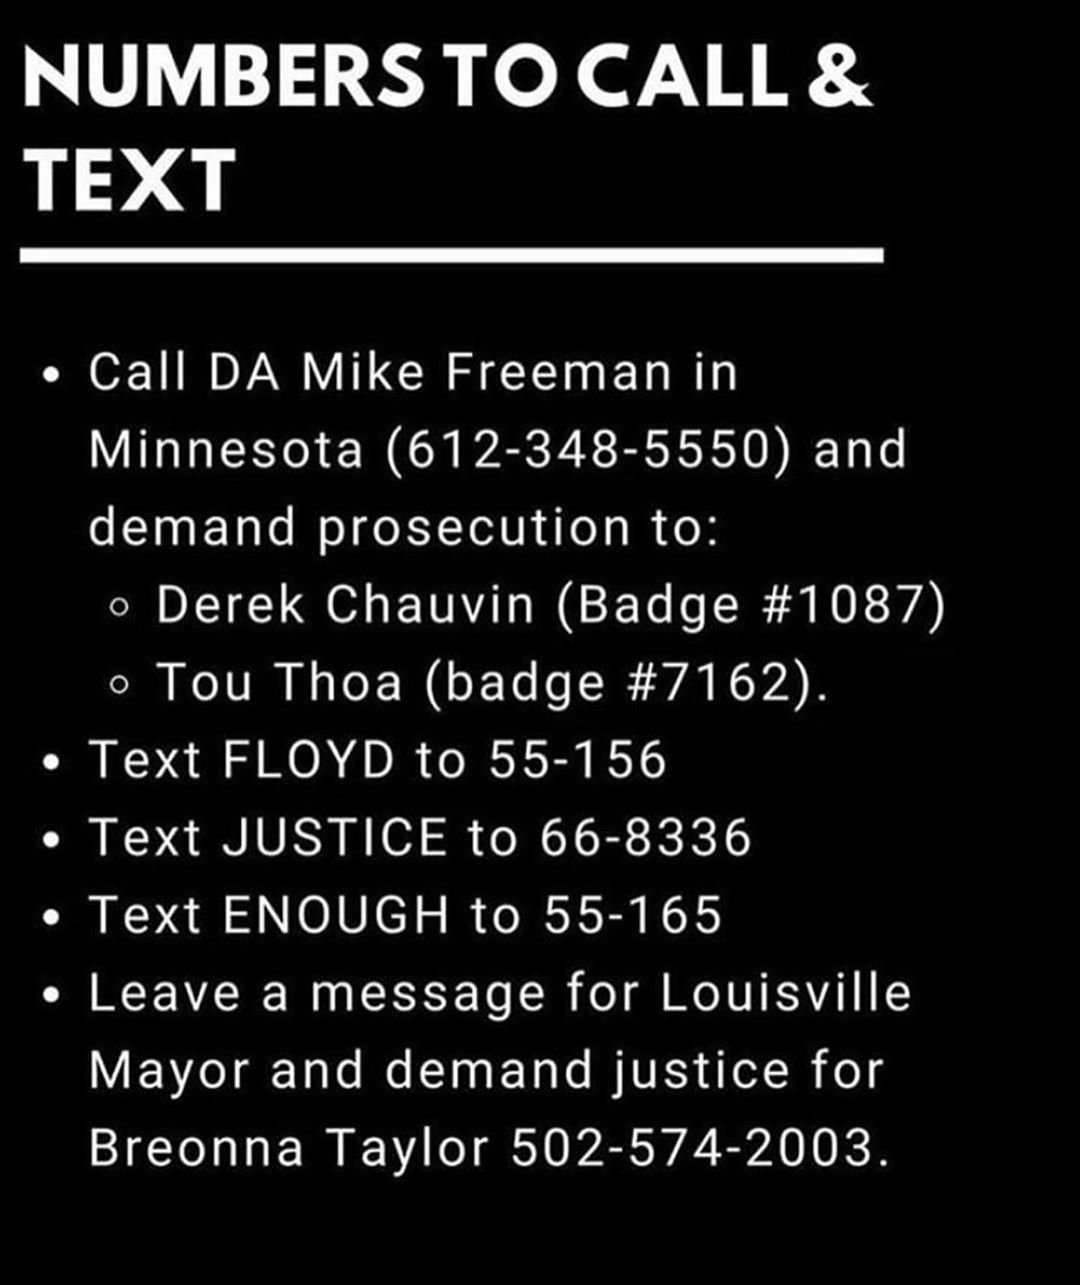 NUMBERS TO CALL &
TEXT
• Call DA Mike Freeman in
Minnesota (612-348-5550) and
demand prosecution to:
○ Derek Chauvin (Badge #1087)
○ Tou Thoa (badge #7162).
• Text FLOYD to 55-156
• Text JUSTICE to 66-8336
• Text ENOUGH to 55-165
• Leave a message for Louisville
Mayor and demand justice for
Breonna Taylor 502-574-2003.